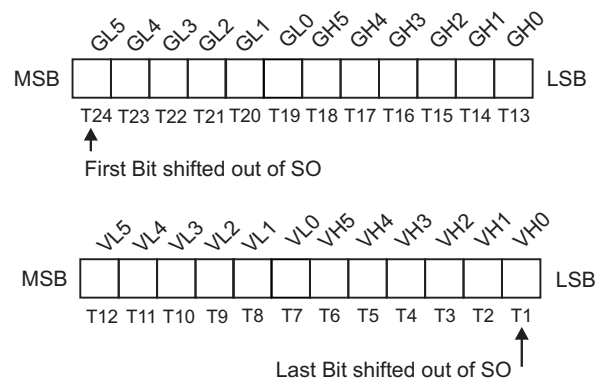 GL5 GL4 GL3 GL2 GL1 GL0 GH5 GH4 GH3 GH2 GH1 GH0
MSB LSB
T24 T23 T22 T21 T20 T19 T18 T17 T16 T15 T14 T13
First Bit shifted out of SO
VL5 VL4 VL3 VL2 VL1 VL0 VH5 VH4 VH3 VH2 VH1 VH0
MSB LSB
T12 T11 T10 T9 T8 T7 T6 T5 T4 T3 T2 T1
Last Bit shifted out of SO